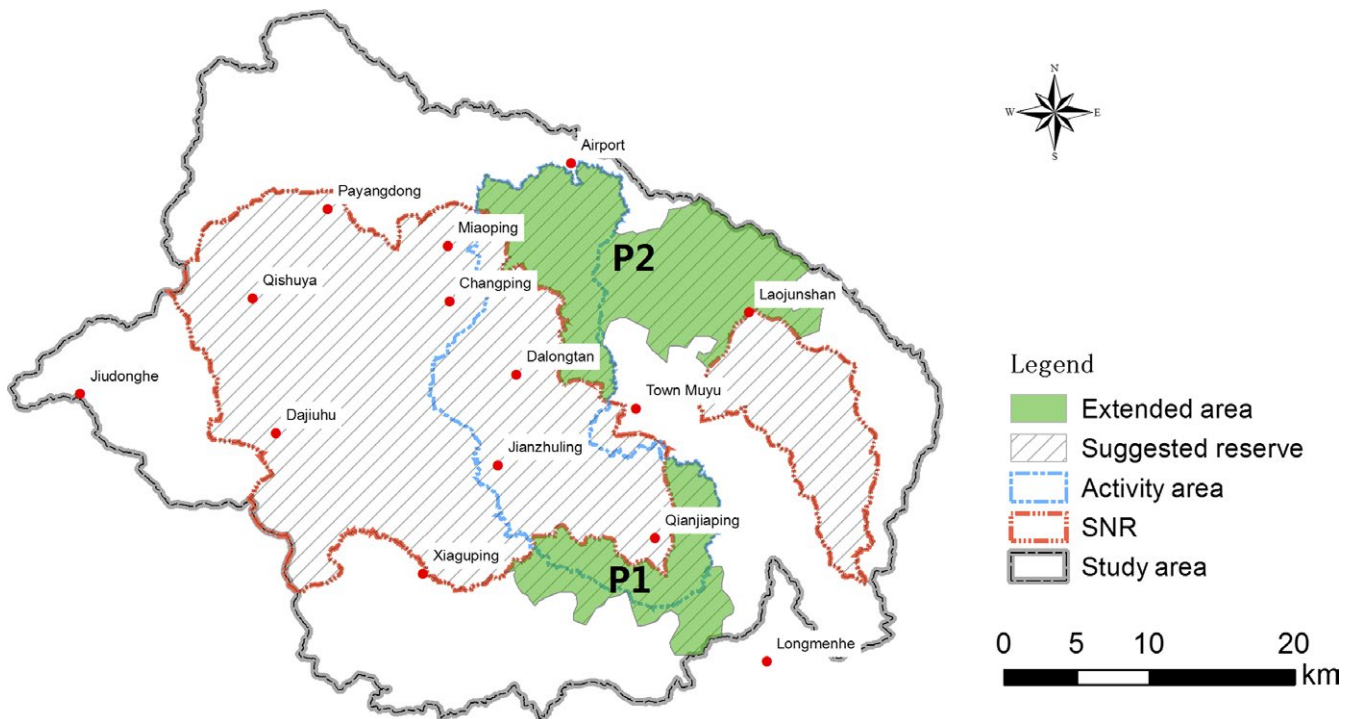 N
W E
S
Airport
Payangdong
Miaoping
P2
Qishuya
Changping
Laojunshan
Dalongtan
Jiudonghe
Town Muyu
Dajiuhu
Jianzhuling
Qianjiaping
Xiaguping
P1
Longmenhe
Legend
Extended area
Suggested reserve
Activity area
SNR
Study area
0 5 10 20
km